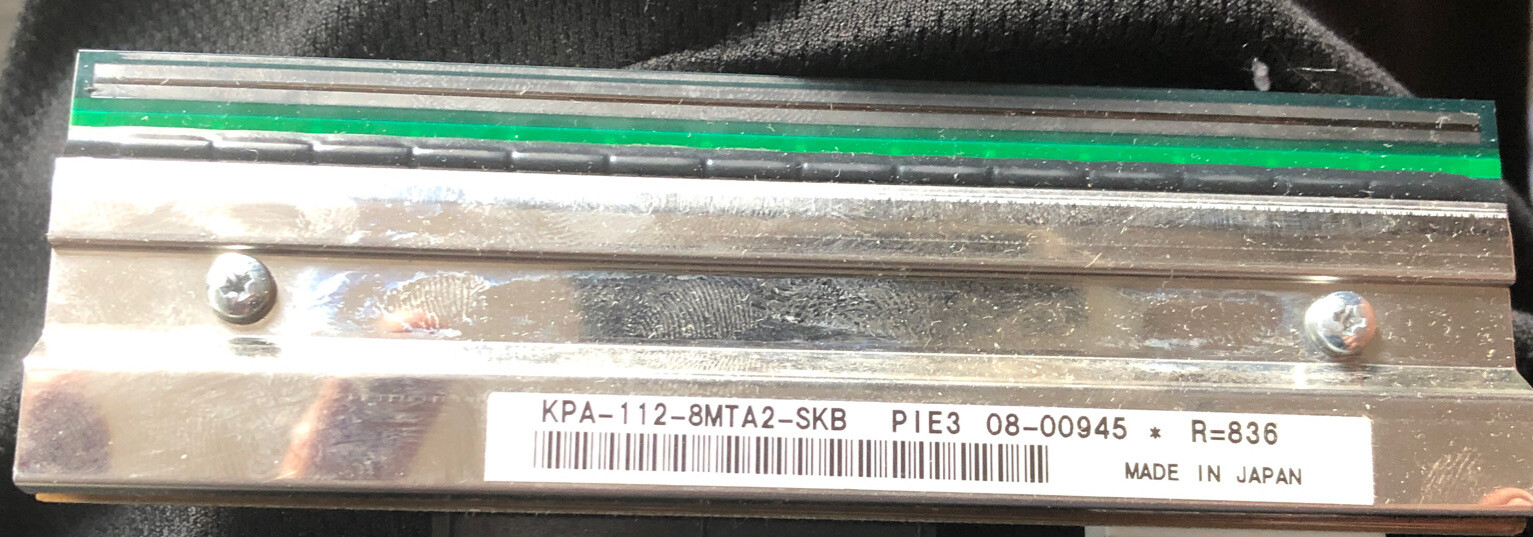 KPA-112-8MTA2-SKB PIE3 08-00945 * R=836
MADE IN JAPAN